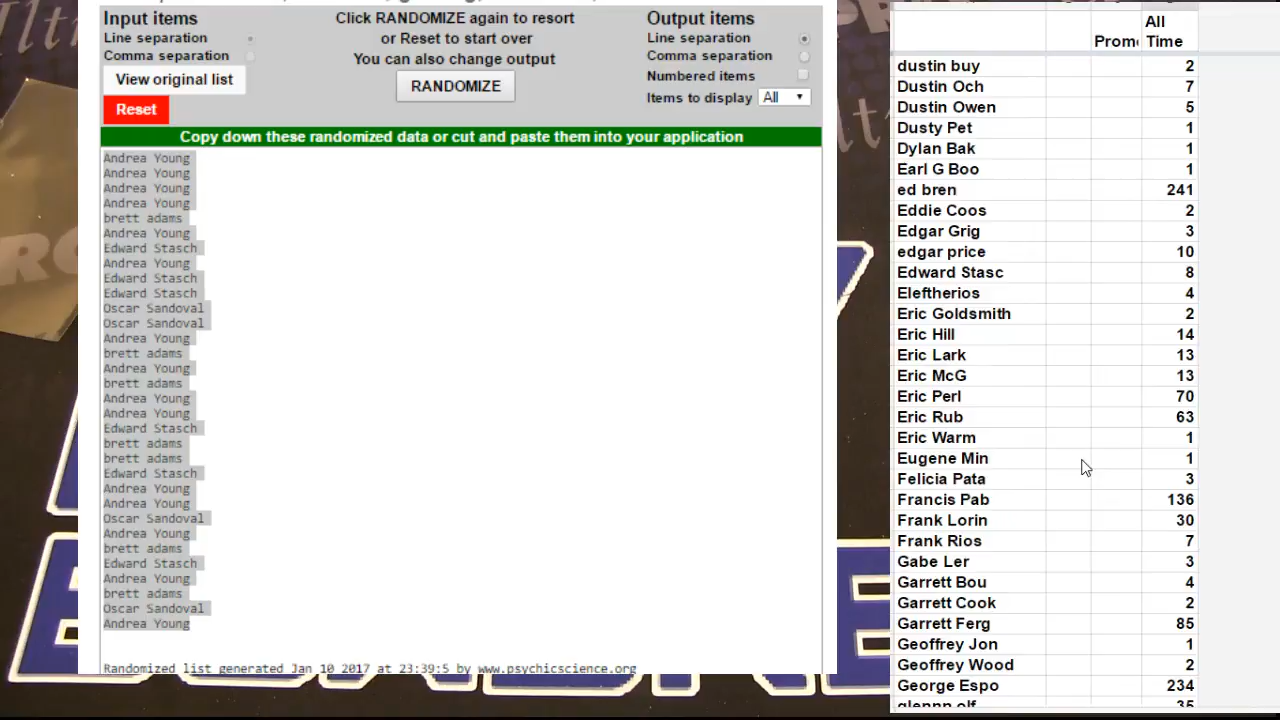 Input items
Line separation
Comma separation
View original list
Reset
Click RANDOMIZE again to resort
or Reset to start over
You can also change output
RANDOMIZE
Output items
Line separation
Comma separation
Numbered items
Items to display All
Copy down these randomized data or cut and paste them into your application
Andrea Young
Andrea Young
Andrea Young
Andrea Young
brett adams
Andrea Young
Edward Stasch
Andrea Young
Edward Stasch
Edward Stasch
Oscar Sandoval
Oscar Sandoval
Andrea Young
brett adams
Andrea Young
brett adams
Andrea Young
Andrea Young
Edward Stasch
brett adams
brett adams
Edward Stasch
Andrea Young
Andrea Young
Oscar Sandoval
Andrea Young
brett adams
Edward Stasch
Andrea Young
brett adams
Oscar Sandoval
Andrea Young
Randomized list generated Jan 10 2017 at 23:39:5 by www.psychicscience.org
All
Prom Time
dustin buy 2
Dustin Och 7
Dustin Owen 5
Dusty Pet 1
Dylan Bak 1
Earl G Boo 1
ed bren 241
Eddie Coos 2
Edgar Grig 3
edgar price 10
Edward Stasc 8
Eleftherios 4
Eric Goldsmith 2
Eric Hill 14
Eric Lark 13
Eric McG 13
Eric Perl 70
Eric Rub 63
Eric Warm 1
Eugene Min 1
Felicia Pata 3
Francis Pab 136
Frank Lorin 30
Frank Rios 7
Gabe Ler 3
Garrett Bou 4
Garrett Cook 2
Garrett Ferg 85
Geoffrey Jon 1
Geoffrey Wood 2
George Espo 234
glennn olf 35